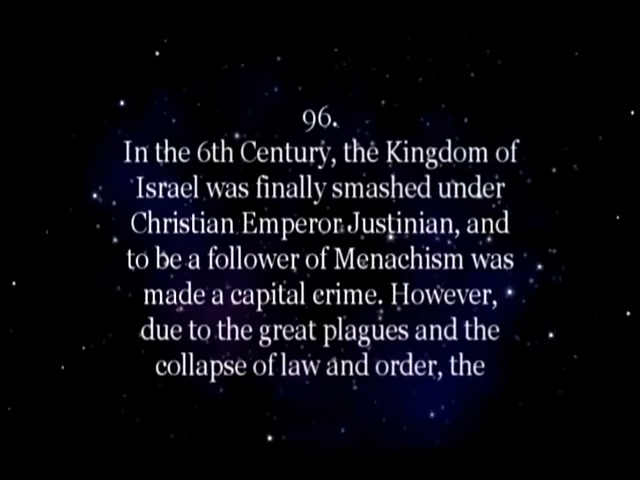 96.
In the 6th Century, the Kingdom of
Israel was finally smashed under
Christian Emperor Justinian, and
to be a follower of Menachism was
made a capital crime. However,
due to the great plagues and the
collapse of law and order, the